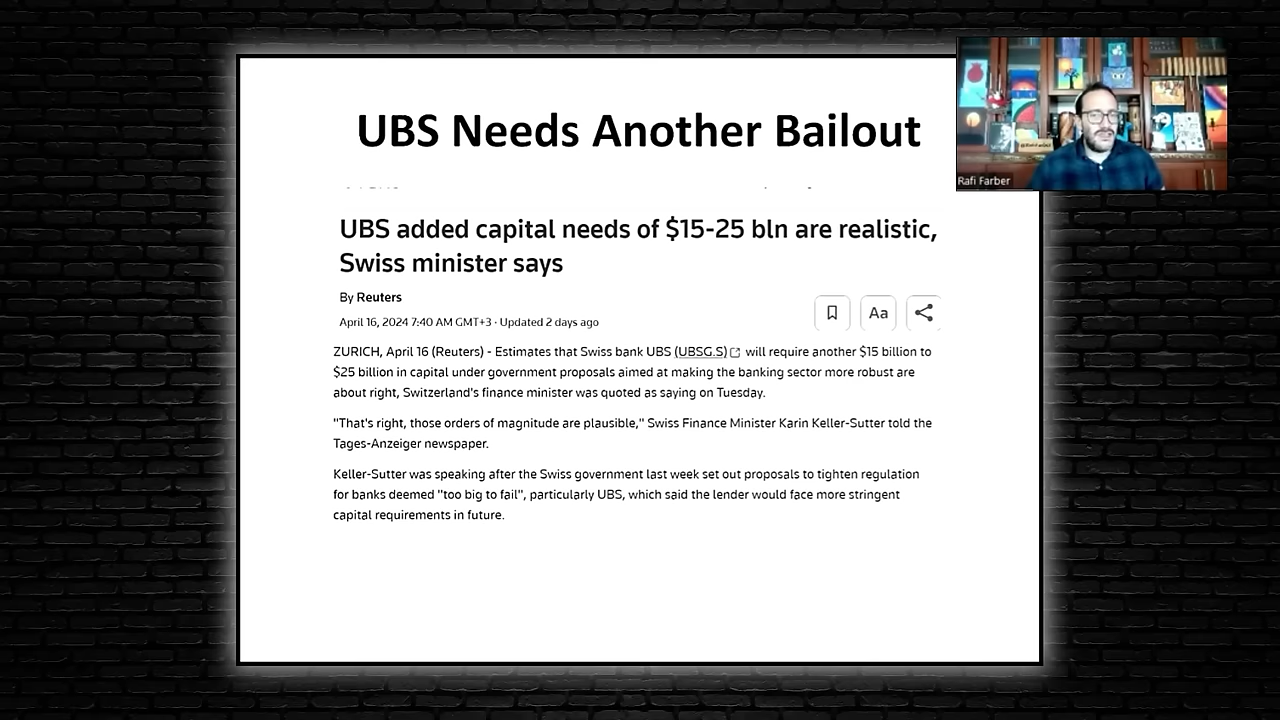 UBS Needs Another Bailout
Rafi Farber
UBS added capital needs of $15-25 bln are realistic,
Swiss minister says
By Reuters
April 16, 2024 7:40 AM GMT+3 · Updated 2 days ago
Aa
ZURICH, April 16 (Reuters) - Estimates that Swiss bank UBS (UBSG.S) will require another $15 billion to
$25 billion in capital under government proposals aimed at making the banking sector more robust are
about right, Switzerland's finance minister was quoted as saying on Tuesday.
"That's right, those orders of magnitude are plausible," Swiss Finance Minister Karin Keller-Sutter told the
Tages-Anzeiger newspaper.
Keller-Sutter was speaking after the Swiss government last week set out proposals to tighten regulation
for banks deemed "too big to fail", particularly UBS, which said the lender would face more stringent
capital requirements in future.